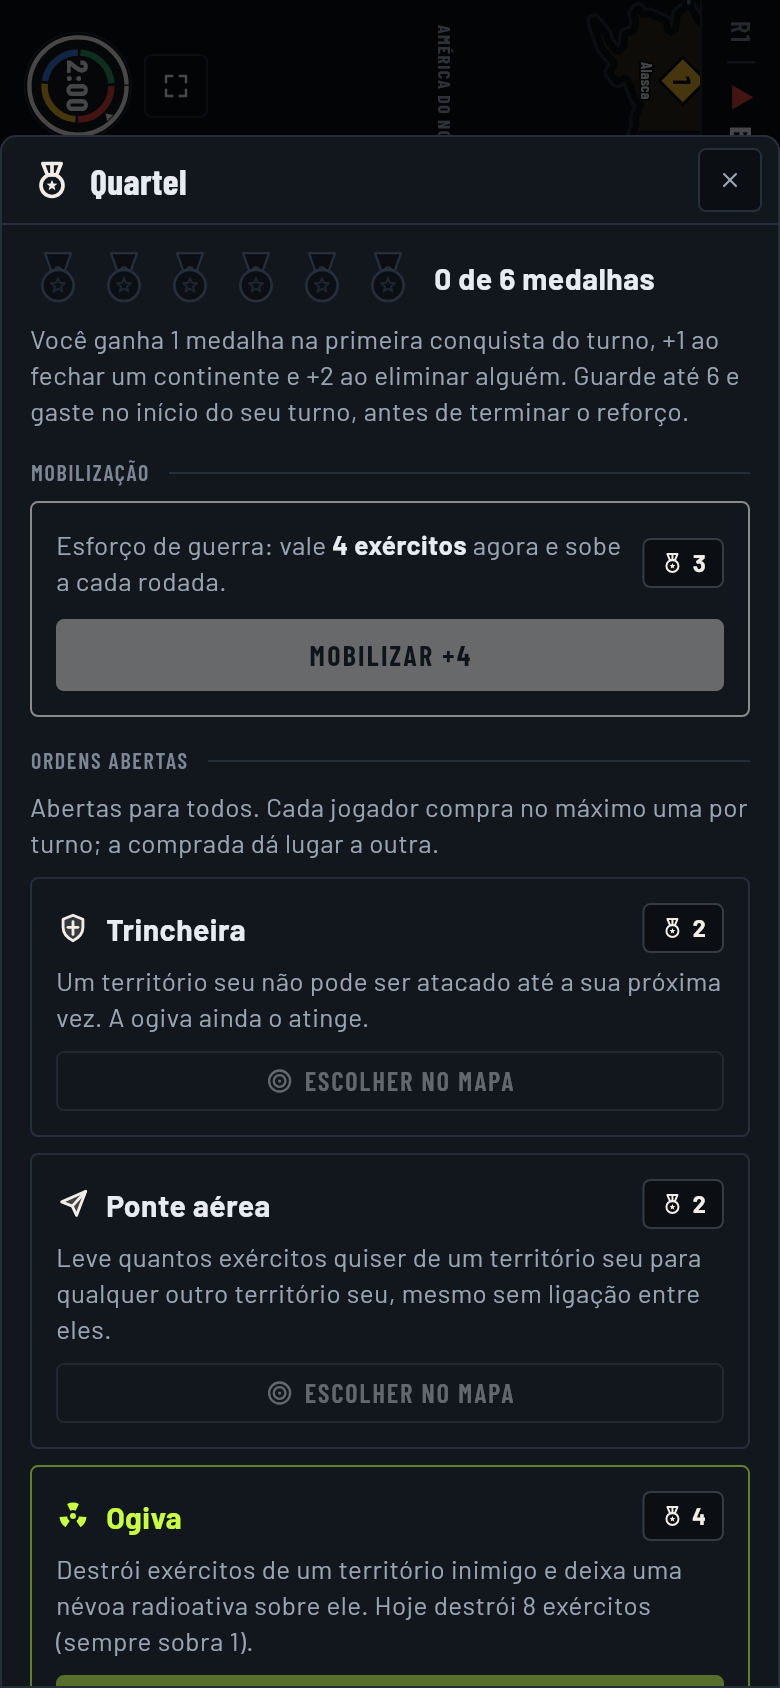 2:00
AMÉRICA DO NO
Alasca
1
R1
Quartel
0 de 6 medalhas
Você ganha 1 medalha na primeira conquista do turno, +1 ao
fechar um continente e +2 ao eliminar alguém. Guarde até 6 e
gaste no início do seu turno, antes de terminar o reforço.
MOBILIZAÇÃO
Esforço de guerra: vale 4 exércitos agora e sobe
a cada rodada.
3
MOBILIZAR +4
ORDENS ABERTAS
Abertas para todos. Cada jogador compra no máximo uma por
turno; a comprada dá lugar a outra.
Trincheira
2
Um território seu não pode ser atacado até a sua próxima
vez. A ogiva ainda o atinge.
ESCOLHER NO MAPA
Ponte aérea
2
Leve quantos exércitos quiser de um território seu para
qualquer outro território seu, mesmo sem ligação entre
eles.
ESCOLHER NO MAPA
Ogiva
4
Destrói exércitos de um território inimigo e deixa uma
névoa radioativa sobre ele. Hoje destrói 8 exércitos
(sempre sobra 1).